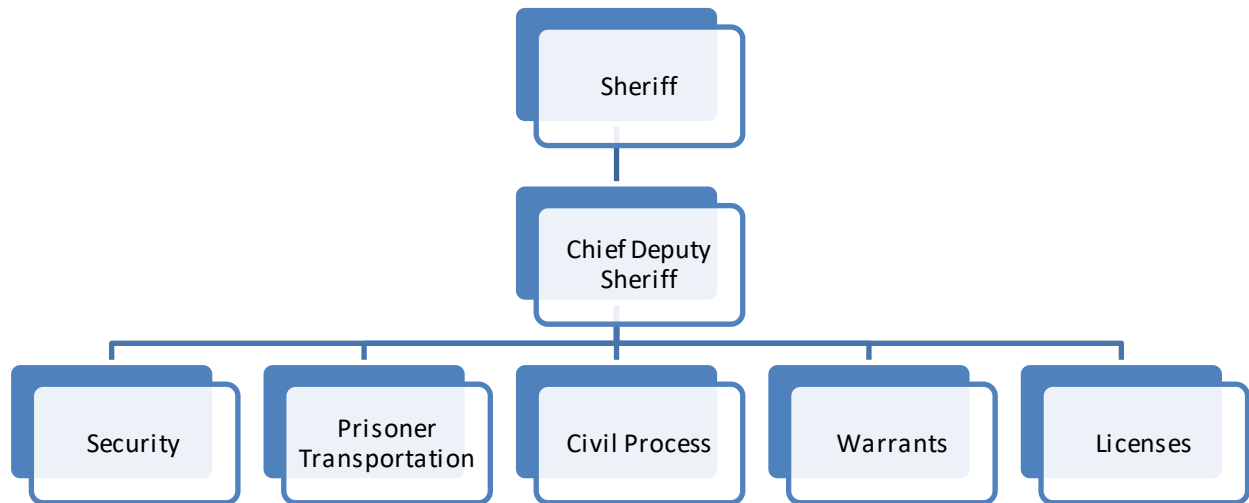 Sheriff
Chief Deputy
Sheriff
Security
Prisoner
Transportation
Civil Process
Warrants
Licenses